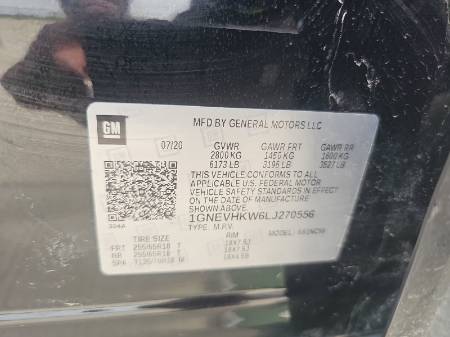 GM
MFD BY GENERAL MOTORS LLC
07/20 GVWR GAWR FRT GAWR RR
2800 KG 1450 KG 1600 KG
6173 LB 3196 LB 3527 LB
THIS VEHICLE CONFORMS TO ALL
APPLICABLE U.S. FEDERAL MOTOR
VEHICLE SAFETY STANDARDS IN EFFECT
ON THE DATE OF MANUFACTURE
SHOWN ABOVE.
1GNEVHKW6LJ270556
TYPE: M.P.V.
TIRE SIZE RIM
FRT 255/65R18 T 18X7.5J
RR 255/65R18 T 18X7.5J
SPA